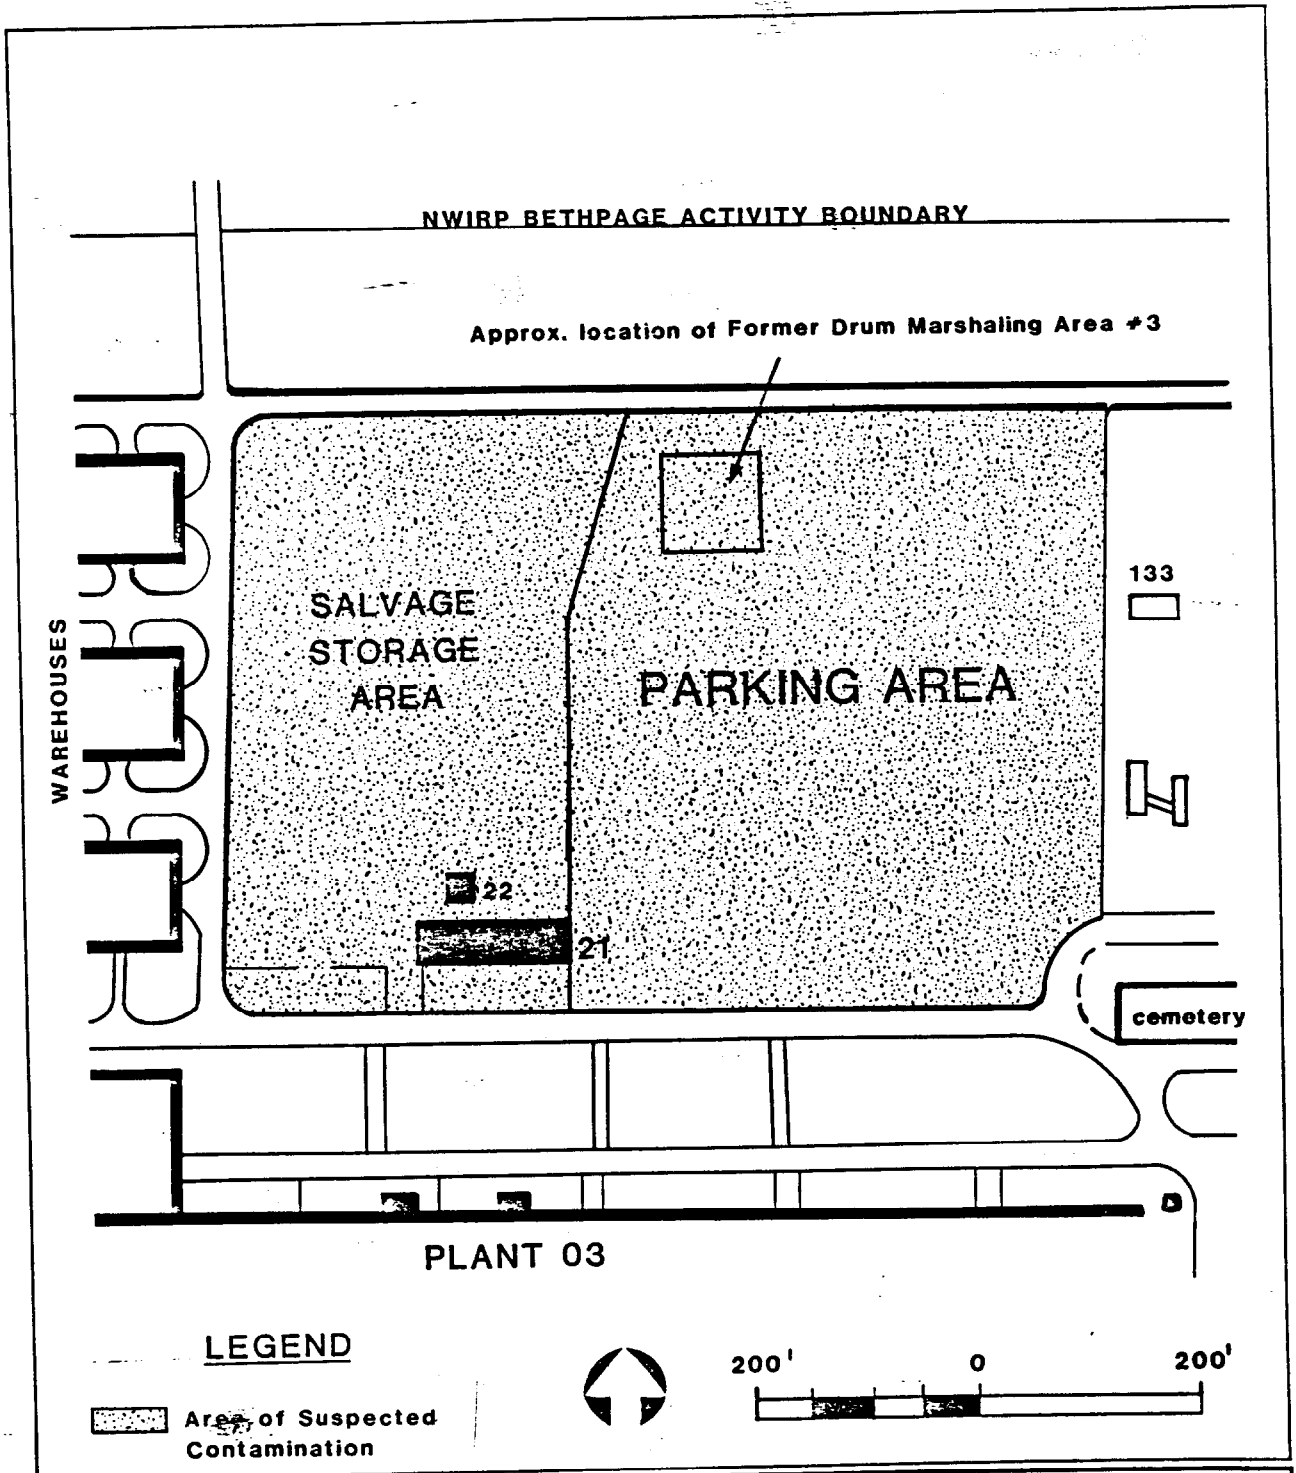 NWIRP BETHPAGE ACTIVITY BOUNDARY
Approx. location of Former Drum Marshaling Area #3
133
SALVAGE
STORAGE
AREA
PARKING AREA
WAREHOUSES
22
21
cemetery
PLANT 03
LEGEND
200' 0 200'
Area of Suspected
Contamination